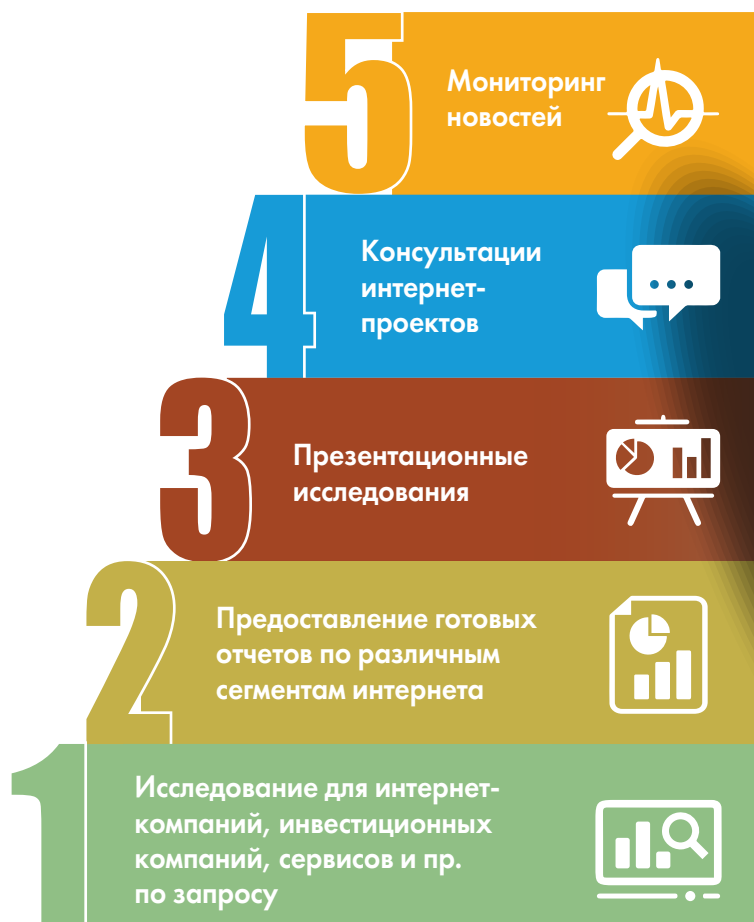 5
Мониторинг
новостей
4
Консультации
интернет-
проектов
3
Презентационные
исследования
2
Предоставление готовых
отчетов по различным
сегментам интернета
1
Исследование для интернет-
компаний, инвестиционных
компаний, сервисов и пр.
по запросу